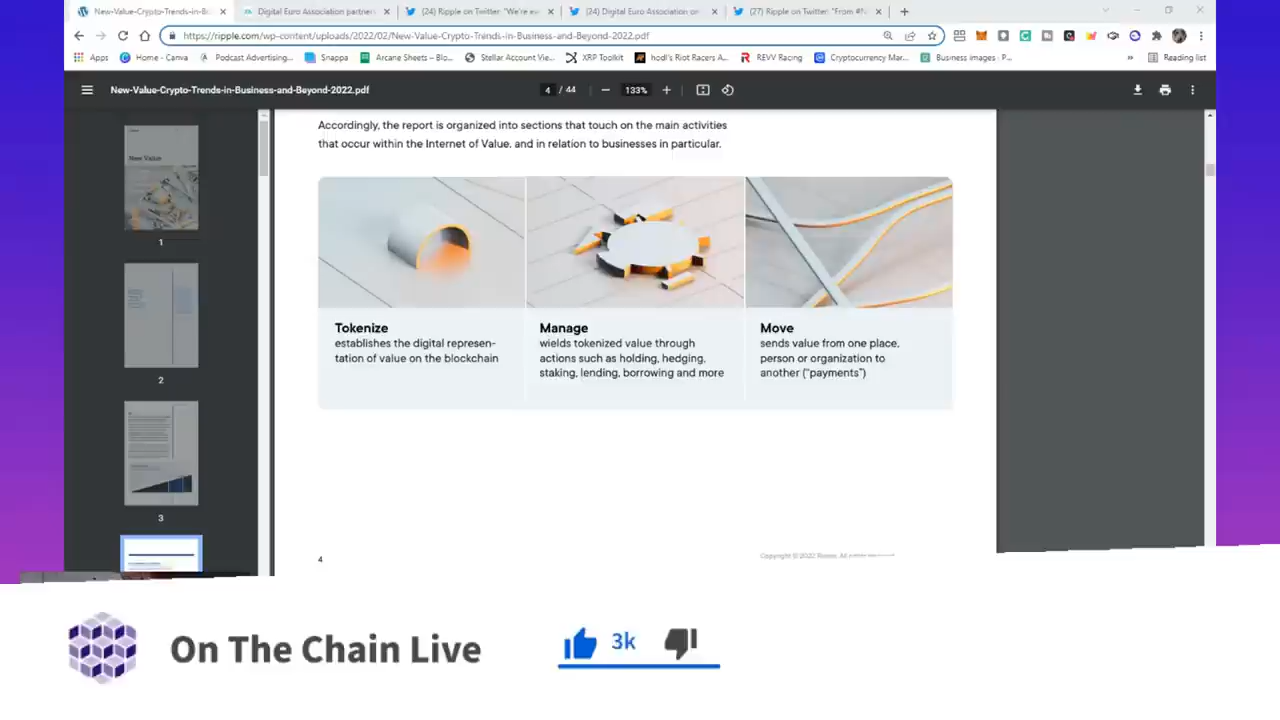 New-Value-Crypto-Trends-in-Bu
Digital Euro Association partner
(24) Ripple on Twitter: "We're ex
(24) Digital Euro Association on
(27) Ripple on Twitter: "From #N
https://ripple.com/wp-content/uploads/2022/02/New-Value-Crypto-Trends-in-Business-and-Beyond-2022.pdf
Apps
Home - Canva
Podcast Advertising...
Snappa
Arcane Sheets – Blo...
Stellar Account Vie...
XRP Toolkit
hodl's Riot Racers A...
REVV Racing
Cryptocurrency Mar...
Business images · P...
»
Reading list
New-Value-Crypto-Trends-in-Business-and-Beyond-2022.pdf
4 / 44
133%
Accordingly, the report is organized into sections that touch on the main activities
that occur within the Internet of Value, and in relation to businesses in particular.
New Value
1
2
3
Tokenize
establishes the digital represen-
tation of value on the blockchain
Manage
wields tokenized value through
actions such as holding, hedging,
staking, lending, borrowing and more
Move
sends value from one place,
person or organization to
another ("payments")
4
Copyright © 2022 Ripple. All rights
On The Chain Live
3k